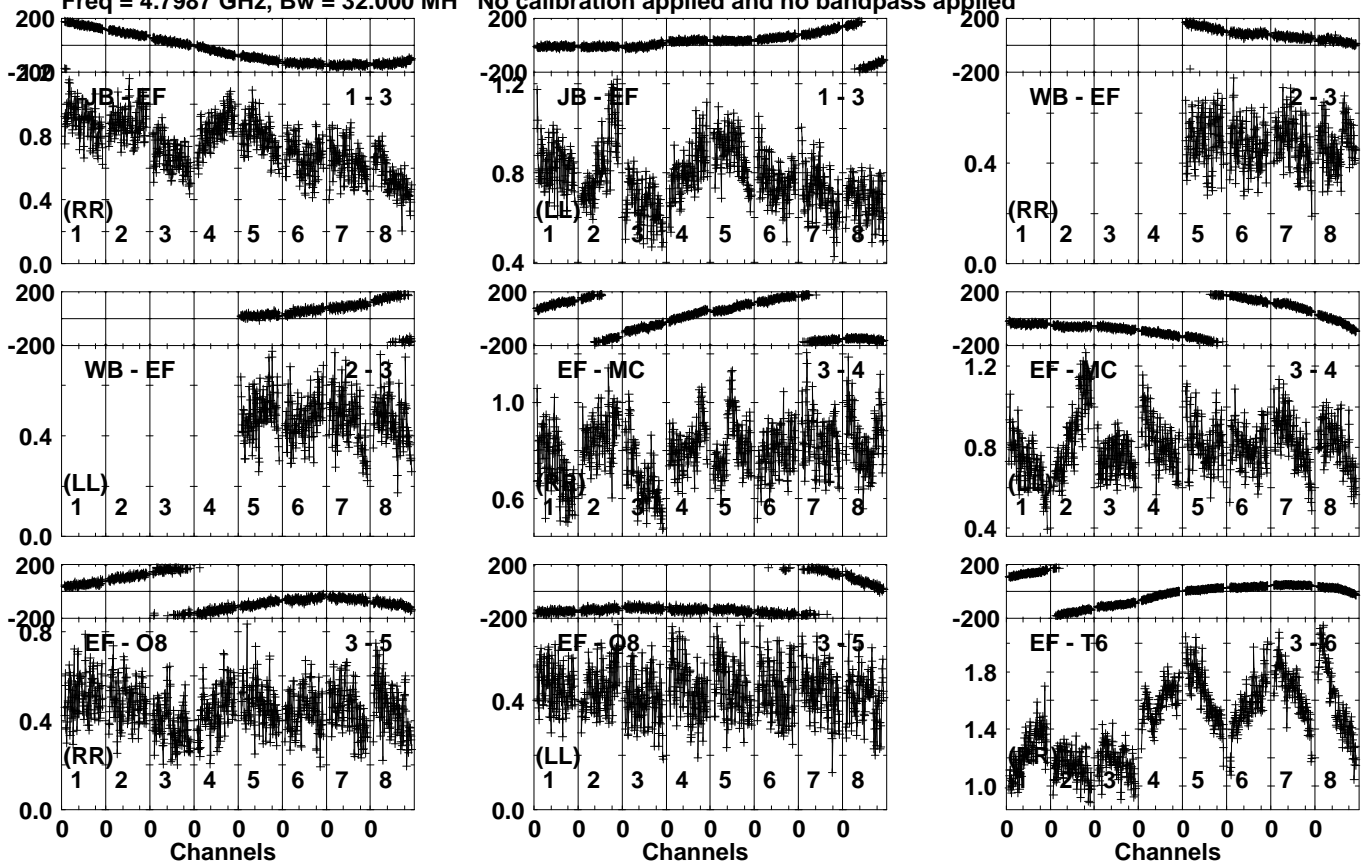 Freq = 4.7987 GHz, Bw = 32.000 MH No calibration applied and no bandpass applied
200 200 200
-200 -200 -200
1.2 1.2
JB - EF 1 - 3 JB - EF 1 - 3 WB - EF 2 - 3
0.8 0.8 0.4
0.4
(RR) (LL) (RR)
1 2 3 4 5 6 7 8 1 2 3 4 5 6 7 8 1 2 3 4 5 6 7 8
0.0 0.4 0.0
200 200 200
-200 -200 -200
WB - EF 2 - 3 EF - MC 3 - 4 EF - MC 3 - 4
1.2
0.4 1.0 0.8
(LL) (RR) (LL)
0.6 0.4
1 2 3 4 5 6 7 8 1 2 3 4 5 6 7 8 1 2 3 4 5 6 7 8
0.0
200 200 200
-200 -200 -200
0.8
EF - O8 3 - 5 EF - O8 3 - 5 EF - T6 3 - 6
1.8
0.4 0.4 1.4
(RR) (LL) (RR)
1.0
1 2 3 4 5 6 7 8 1 2 3 4 5 6 7 8 1 2 3 4 5 6 7 8
0.0 0.0
0 0 0 0 0 0 0 0 0 0 0 0 0 0 0 0 0 0 0 0 0 0 0 0
Channels Channels Channels